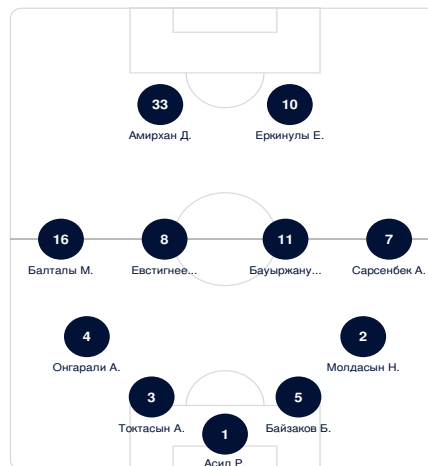 33 10
Амирхан Д. Еркинулы Е.
16 8 11 7
Балталы М. Евстигнее... Бауыржану... Сарсенбек А.
4 2
Онгарали А. Молдасын Н.
3 5
Токтасын А. Байзаков Б.
1
Асил Р.